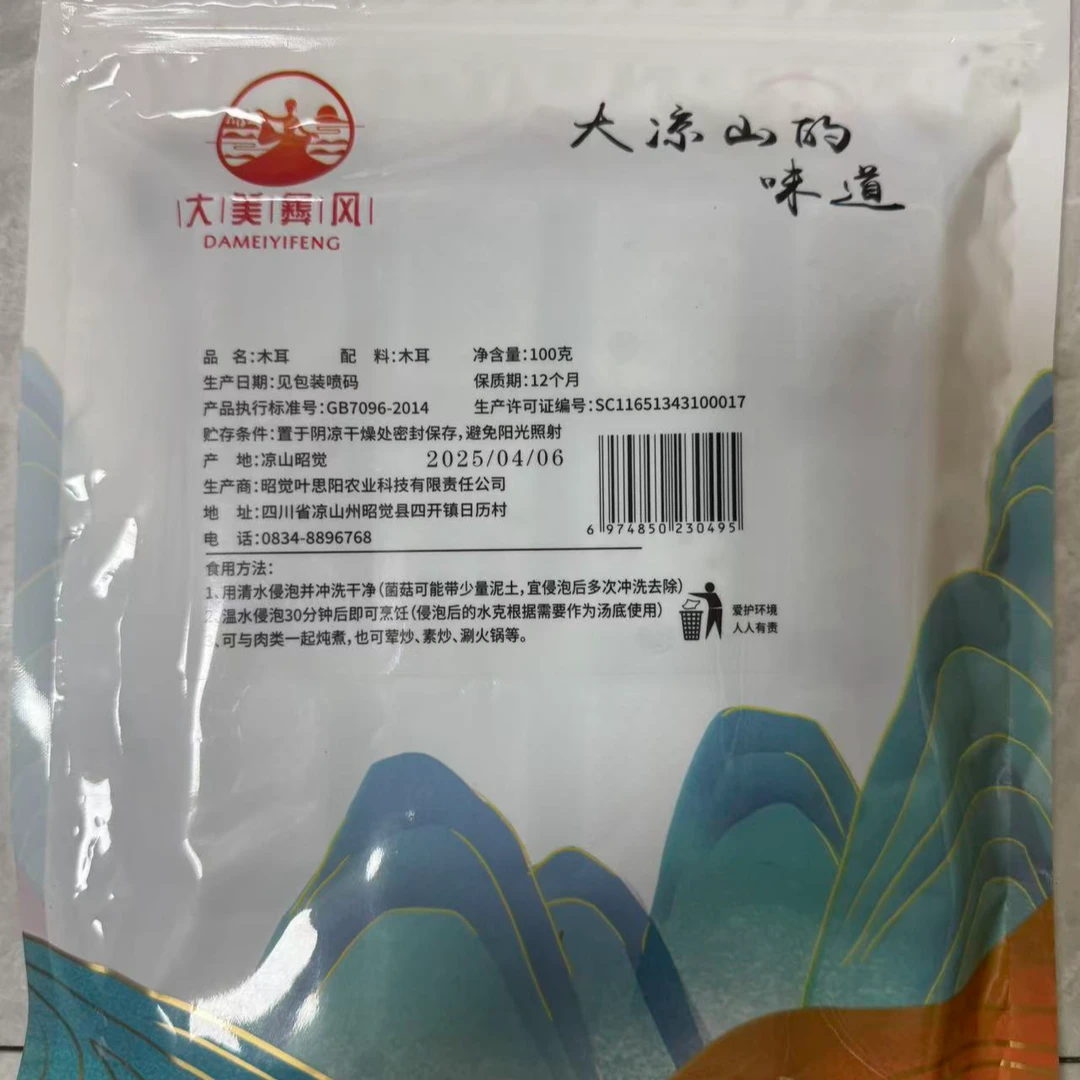 大美彝风
DAMEIYIFENG
大凉山的
味道
品 名:木耳 配 料:木耳 净含量:100克
生产日期:见包装喷码 保质期:12个月
产品执行标准号:GB7096-2014 生产许可证编号:SC11651343100017
贮存条件:置于阴凉干燥处密封保存,避免阳光照射
产 地:凉山昭觉 2025/04/06
生产商:昭觉叶思阳农业科技有限责任公司
地 址:四川省凉山州昭觉县四开镇日历村
电 话:0834-8896768
6 974850 230495
食用方法:
1、用清水侵泡并冲洗干净(菌菇可能带少量泥土,宜侵泡后多次冲洗去除)
2、温水侵泡30分钟后即可烹饪(侵泡后的水克根据需要作为汤底使用)
3、可与肉类一起炖煮,也可荤炒、素炒、涮火锅等。
爱护环境
人人有责